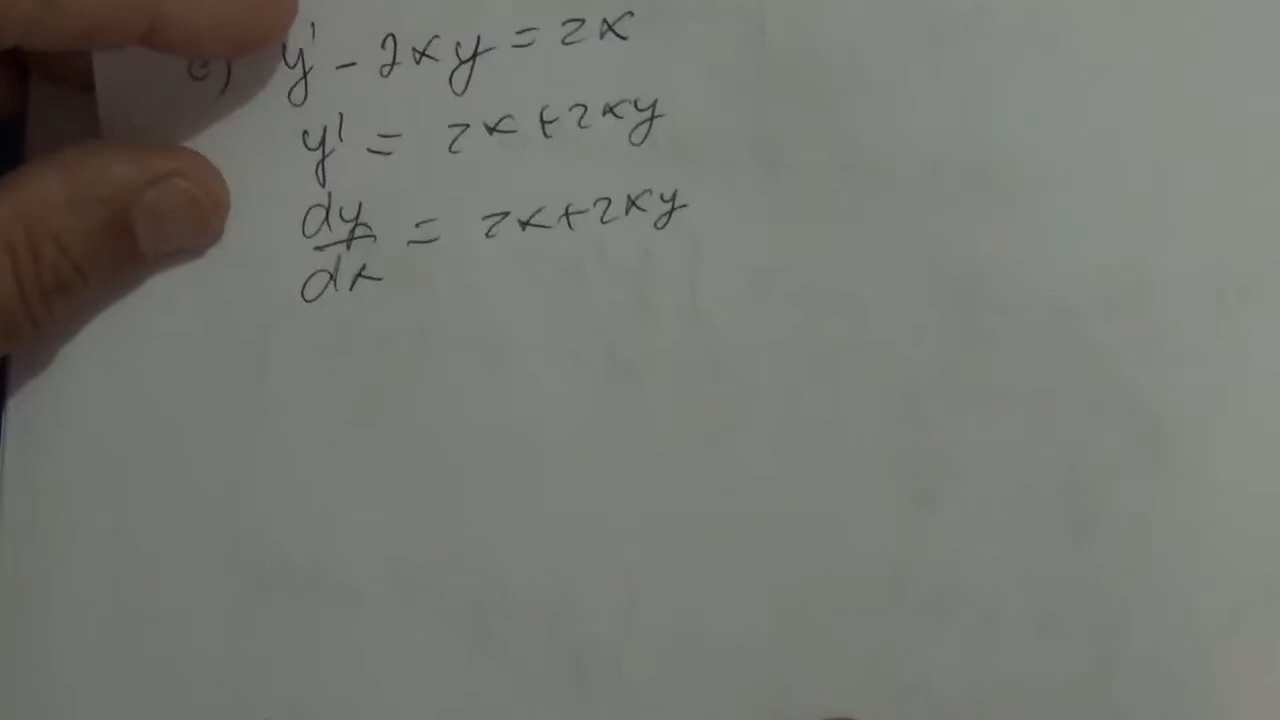 c) y' - 2xy = 2x
y' = 2x + 2xy
dy/dx = 2x + 2xy